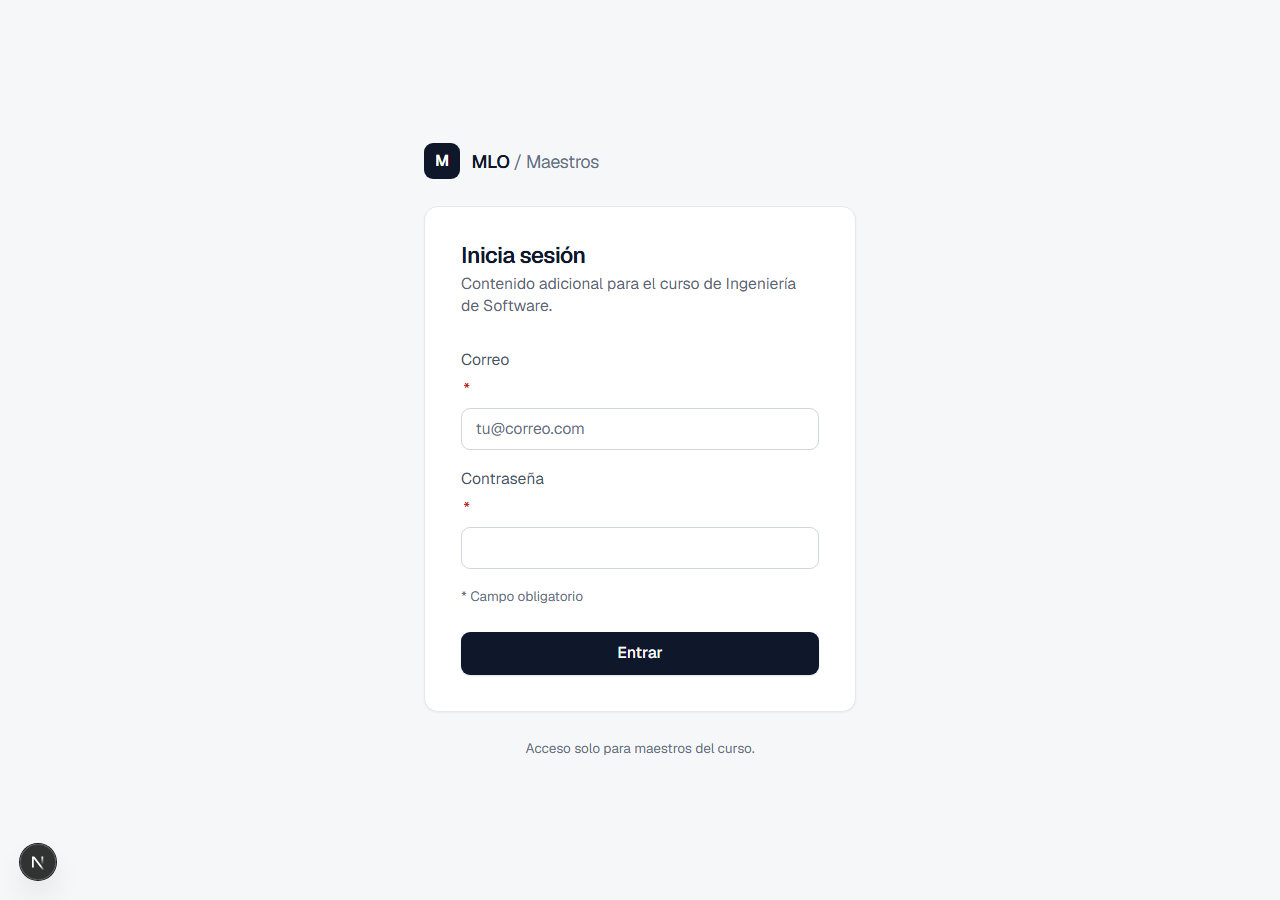 M
MLO / Maestros
Inicia sesión
Contenido adicional para el curso de Ingeniería
de Software.
Correo
*
tu@correo.com
Contraseña
*
* Campo obligatorio
Entrar
Acceso solo para maestros del curso.
N